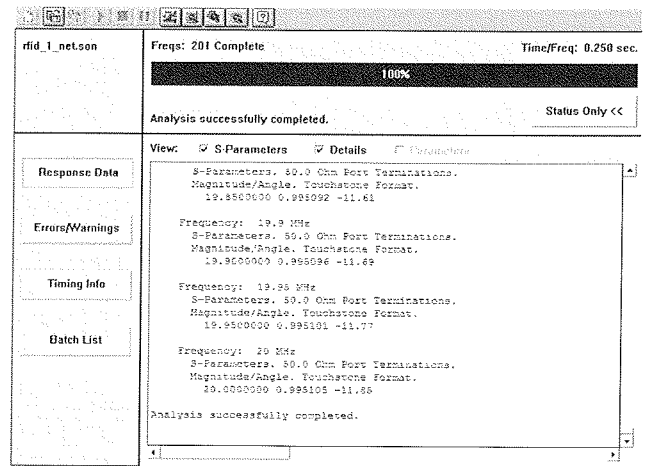 rfid_1_net.son
Freqs: 201 Complete
Time/Freq: 0.250 sec.
100%
Analysis successfully completed.
Status Only <<
View: S-Parameters Details Parameters
Response Data
Errors/Warnings
Timing Info
Batch List
S-Parameters. 50.0 Ohm Port Terminations.
Magnitude/Angle. Touchstone Format.
19.8500000 0.995092 -11.61
Frequency: 19.9 MHz
S-Parameters. 50.0 Ohm Port Terminations.
Magnitude/Angle. Touchstone Format.
19.9000000 0.995096 -11.69
Frequency: 19.95 MHz
S-Parameters. 50.0 Ohm Port Terminations.
Magnitude/Angle. Touchstone Format.
19.9500000 0.995101 -11.77
Frequency: 20 MHz
S-Parameters. 50.0 Ohm Port Terminations.
Magnitude/Angle. Touchstone Format.
20.0000000 0.995105 -11.85
Analysis successfully completed.